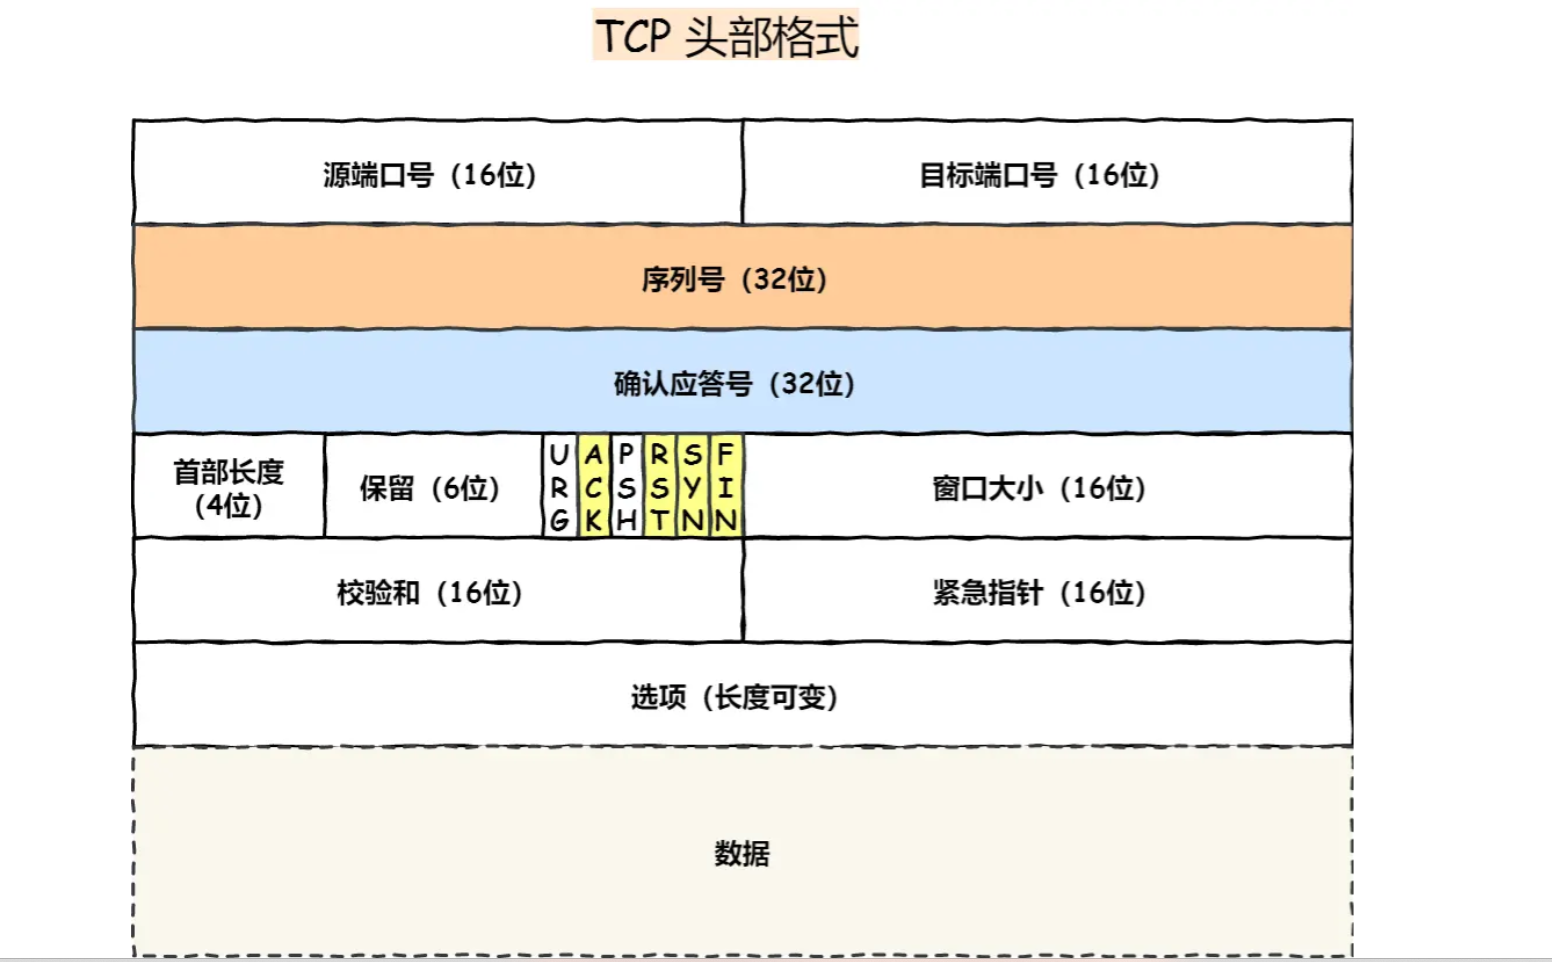 TCP 头部格式
源端口号（16位）
目标端口号（16位）
序列号（32位）
确认应答号（32位）
首部长度
（4位）
保留（6位）
URG
ACK
PSH
RST
SYN
FIN
窗口大小（16位）
校验和（16位）
紧急指针（16位）
选项（长度可变）
数据